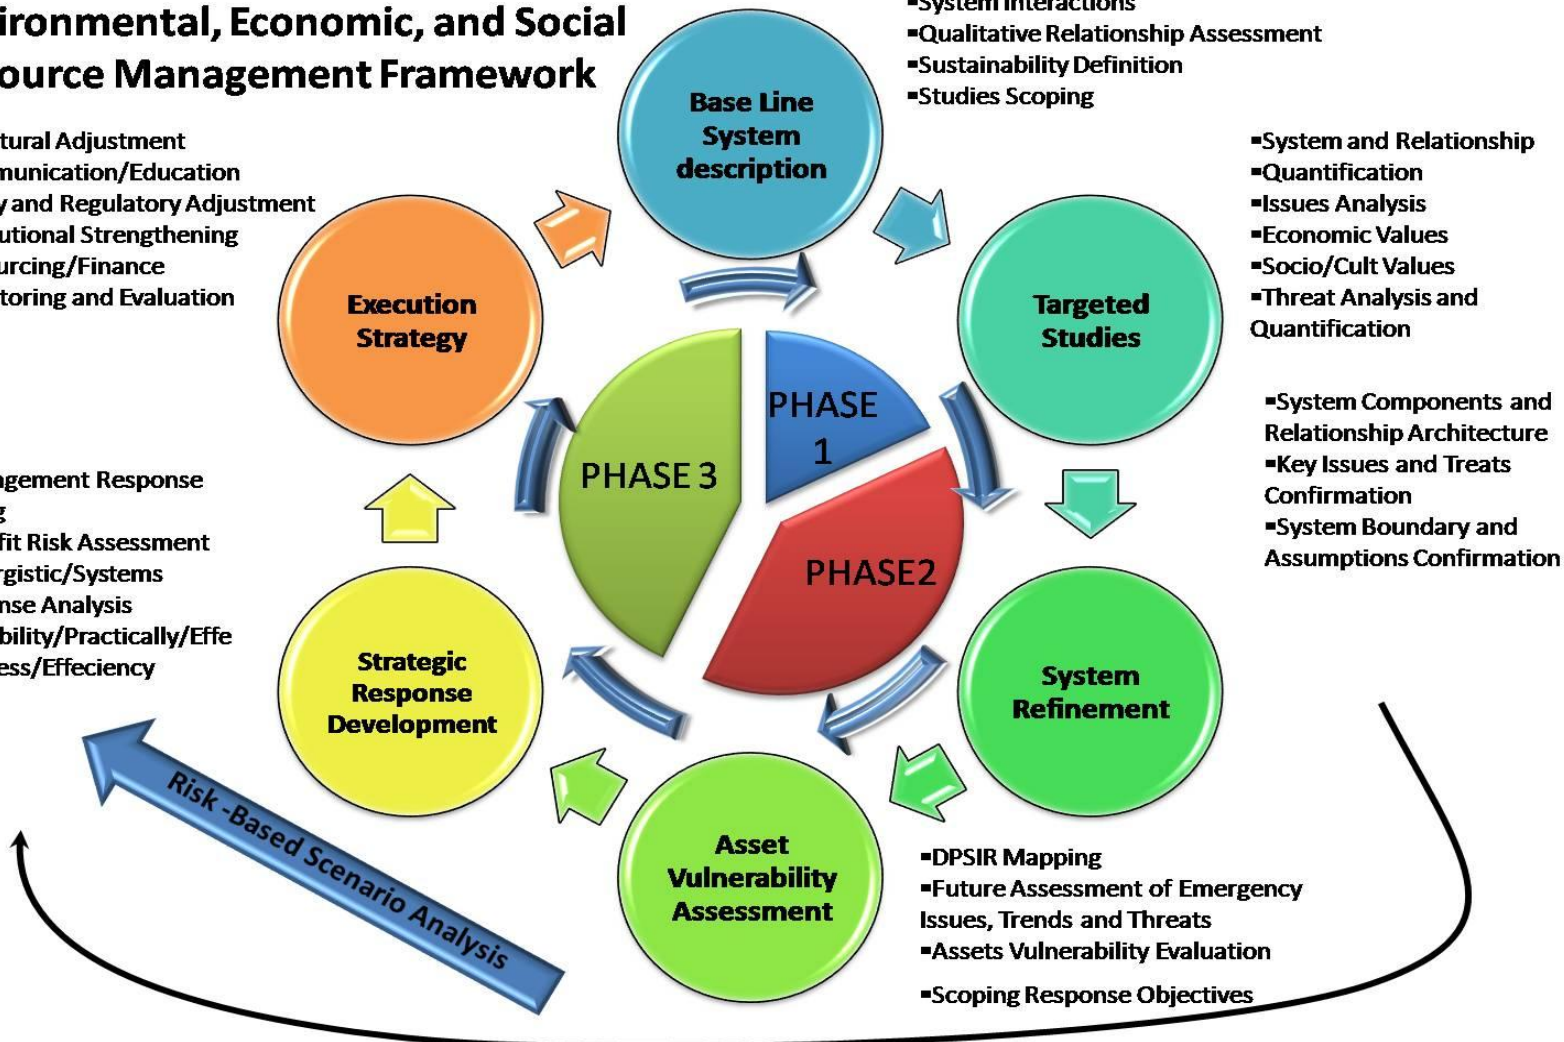 ironmental, Economic, and Social
ource Management Framework
▪System Interactions
▪Qualitative Relationship Assessment
▪Sustainability Definition
▪Studies Scoping
Base Line
System
description
tural Adjustment
munication/Education
y and Regulatory Adjustment
utional Strengthening
urcing/Finance
toring and Evaluation
▪System and Relationship
▪Quantification
▪Issues Analysis
▪Economic Values
▪Socio/Cult Values
▪Threat Analysis and
Quantification
Execution
Strategy
Targeted
Studies
PHASE
1
PHASE 3
PHASE2
▪System Components and
Relationship Architecture
▪Key Issues and Treats
Confirmation
▪System Boundary and
Assumptions Confirmation
agement Response
g
fit Risk Assessment
rgistic/Systems
nse Analysis
bility/Practically/Effe
ess/Effeciency
Strategic
Response
Development
System
Refinement
Risk -Based Scenario Analysis
Asset
Vulnerability
Assessment
▪DPSIR Mapping
▪Future Assessment of Emergency
Issues, Trends and Threats
▪Assets Vulnerability Evaluation
▪Scoping Response Objectives